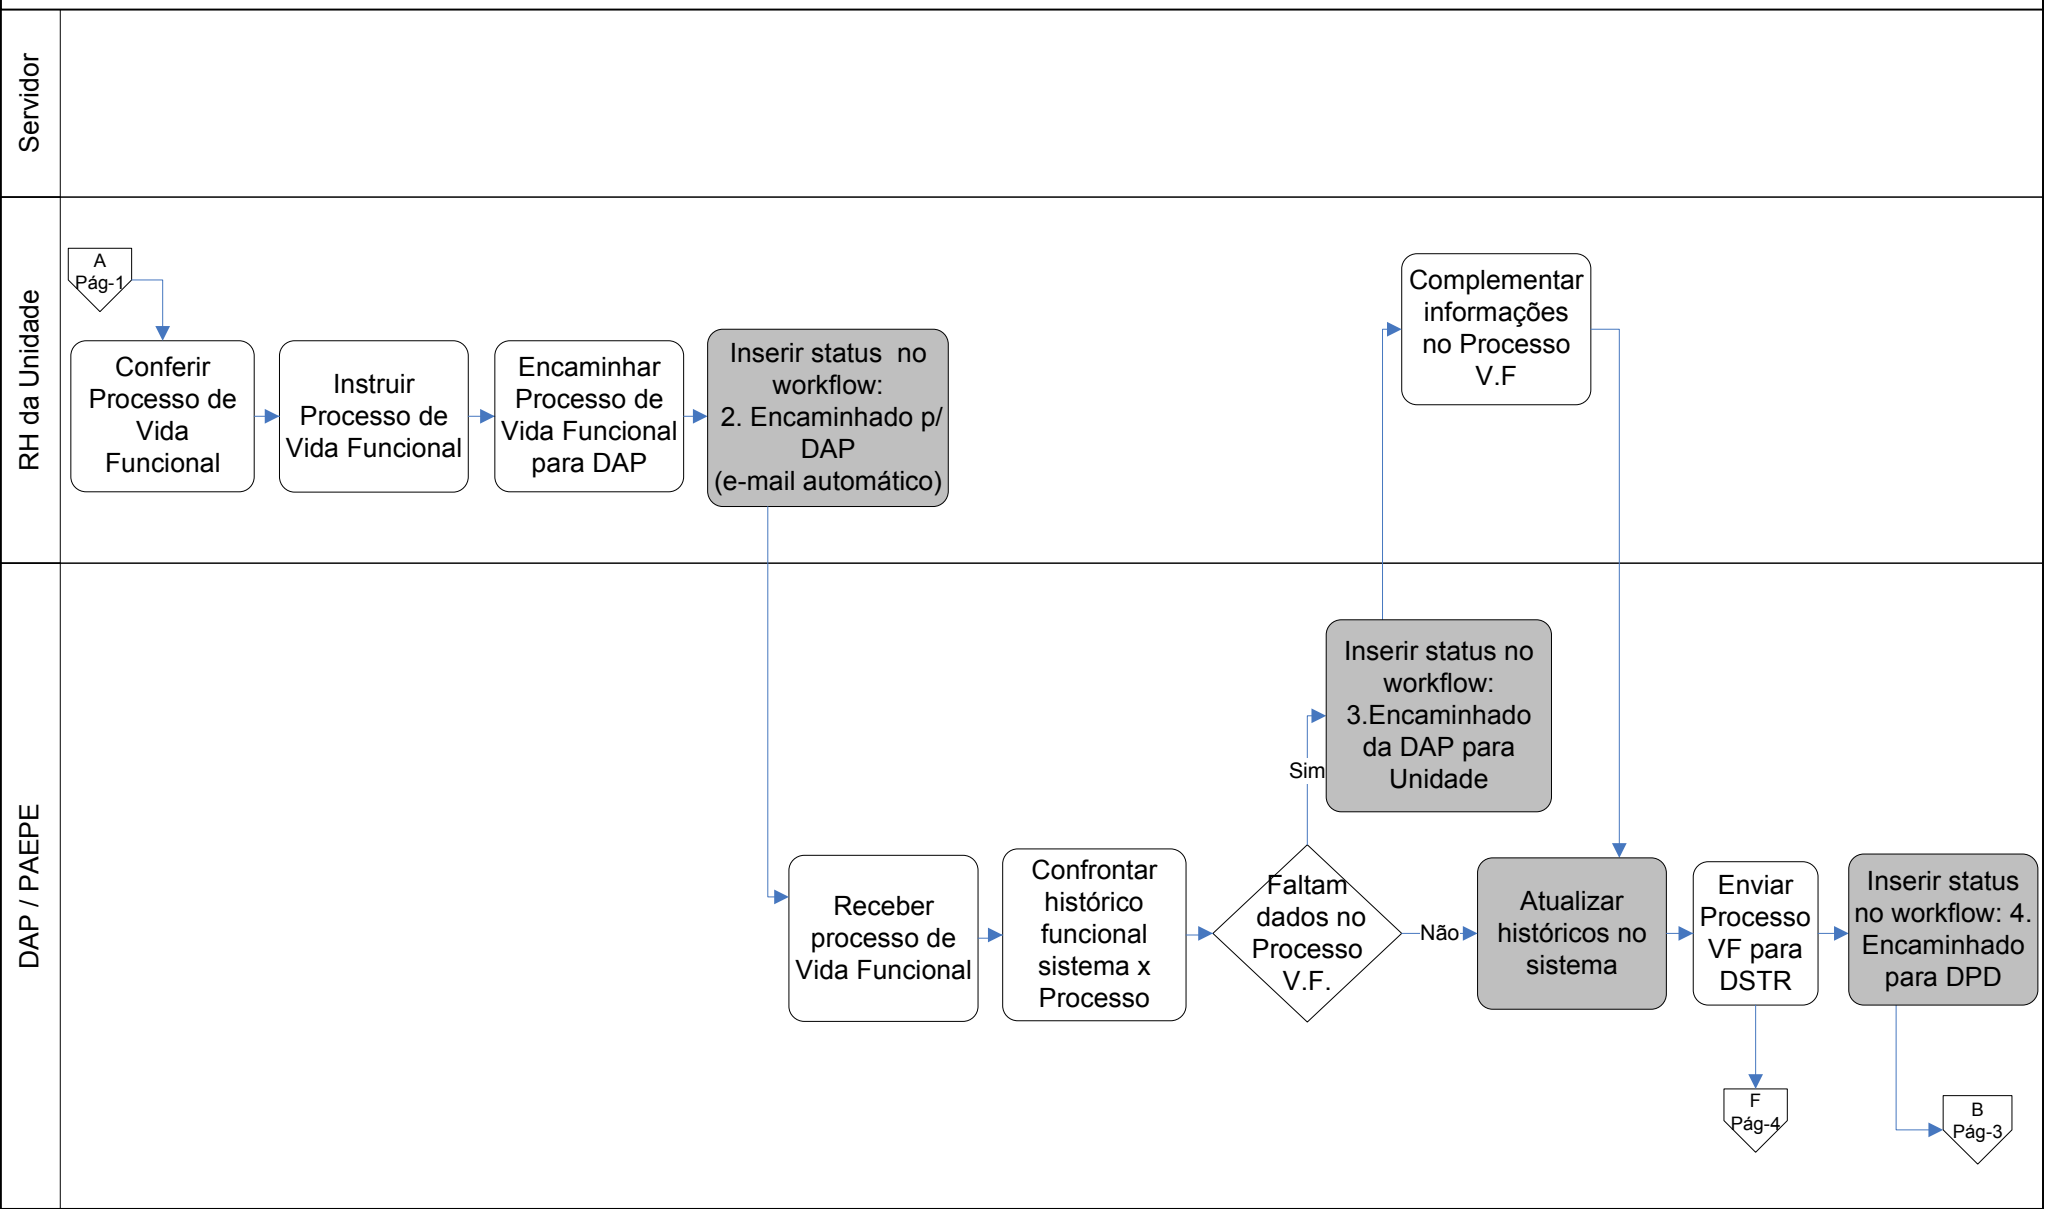 Servidor
RH da Unidade
A
Pág-1
Conferir
Processo de
Vida
Funcional
Instruir
Processo de
Vida Funcional
Encaminhar
Processo de
Vida Funcional
para DAP
Inserir status no
workflow:
2. Encaminhado p/
DAP
(e-mail automático)
Complementar
informações
no Processo
V.F
DAP / PAEPE
Receber
processo de
Vida Funcional
Confrontar
histórico
funcional
sistema x
Processo
Faltam
dados no
Processo
V.F.
Sim
Inserir status no
workflow:
3.Encaminhado
da DAP para
Unidade
Não
Atualizar
históricos no
sistema
Enviar
Processo
VF para
DSTR
Inserir status
no workflow: 4.
Encaminhado
para DPD
F
Pág-4
B
Pág-3